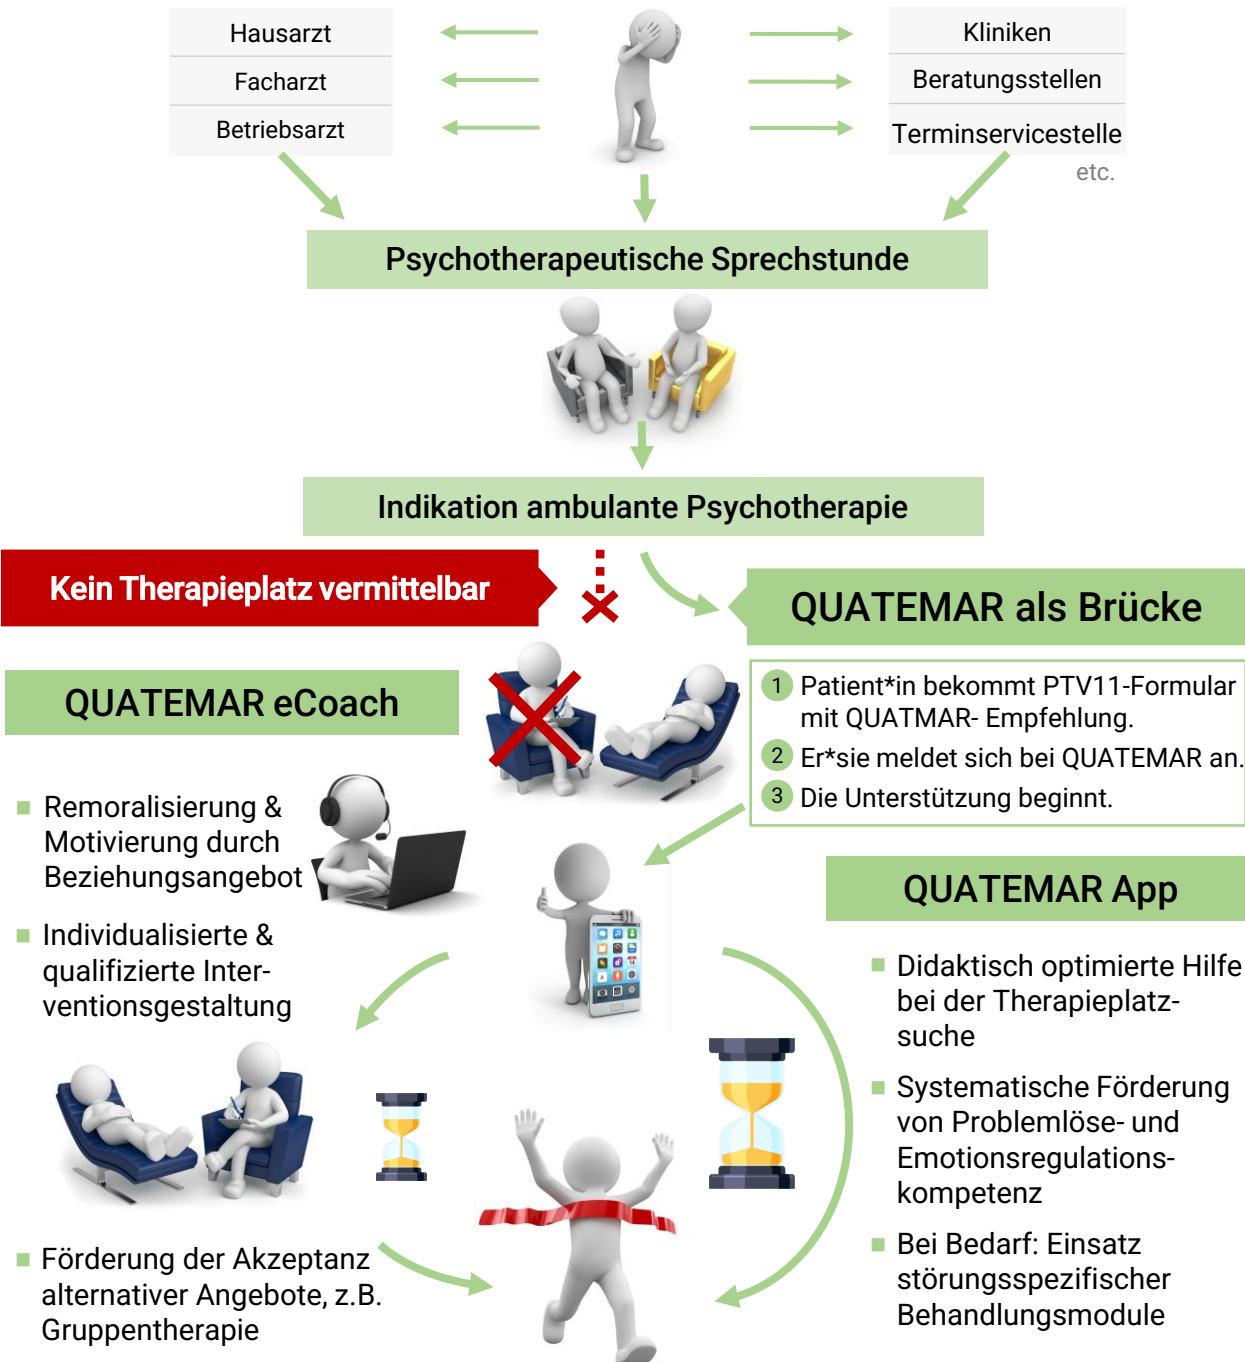 Hausarzt
Facharzt
Betriebsarzt
Kliniken
Beratungsstellen
Terminservicestelle
etc.
Psychotherapeutische Sprechstunde
Indikation ambulante Psychotherapie
Kein Therapieplatz vermittelbar
QUATEMAR als Brücke
1 Patient*in bekommt PTV11-Formular
mit QUATMAR- Empfehlung.
2 Er*sie meldet sich bei QUATEMAR an.
3 Die Unterstützung beginnt.
QUATEMAR eCoach
Remoralisierung &
Motivierung durch
Beziehungsangebot
Individualisierte &
qualifizierte Inter-
ventionsgestaltung
Förderung der Akzeptanz
alternativer Angebote, z.B.
Gruppentherapie
QUATEMAR App
Didaktisch optimierte Hilfe
bei der Therapieplatz-
suche
Systematische Förderung
von Problemlöse- und
Emotionsregulations-
kompetenz
Bei Bedarf: Einsatz
störungsspezifischer
Behandlungsmodule